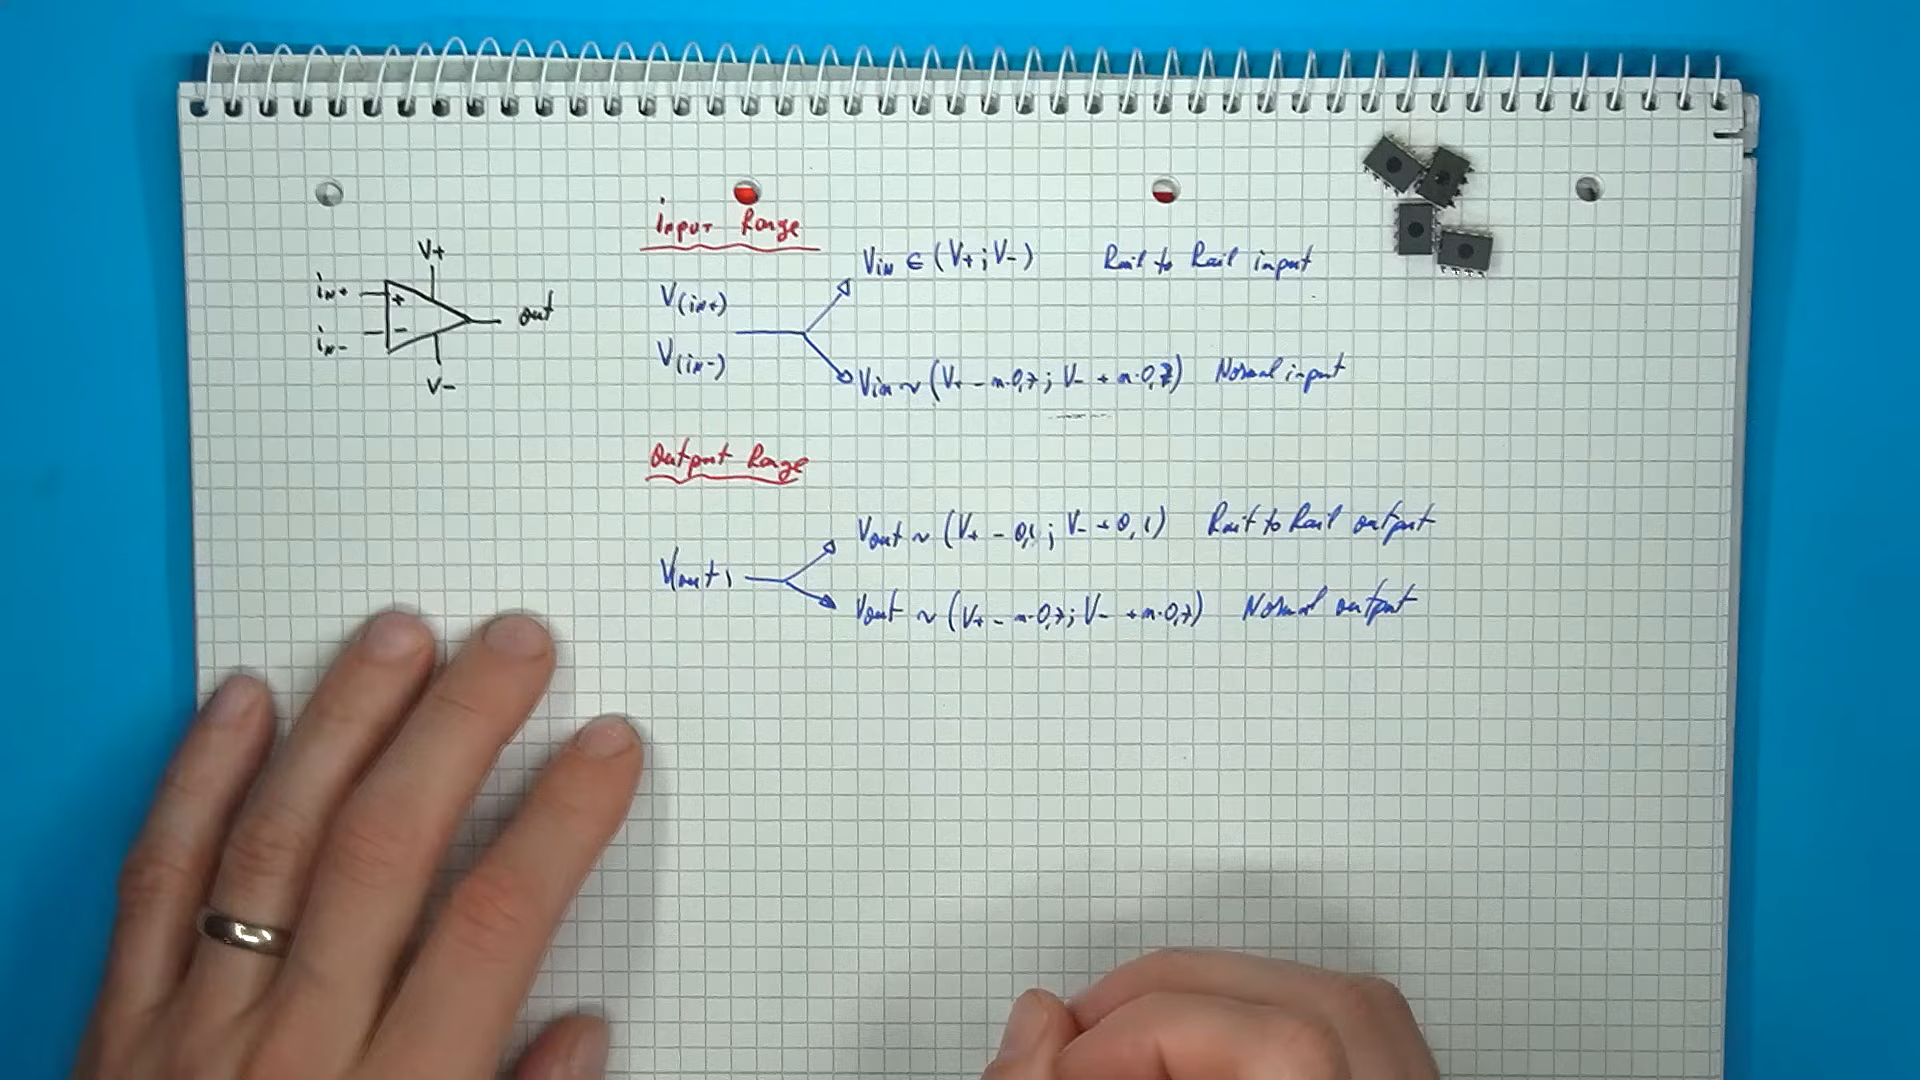 V+
in+
+
-
out
in-
V-
Input Range
V(in+)
V(in-)
Vin ∈ (V+ ; V-) Rail to Rail input
Vin ~ (V+ - n·0,7 ; V- + n·0,7) Normal input
Output Range
V(out)
Vout ~ (V+ - 0,1 ; V- + 0,1) Rail to Rail output
Vout ~ (V+ - n·0,7 ; V- + n·0,7) Normal output